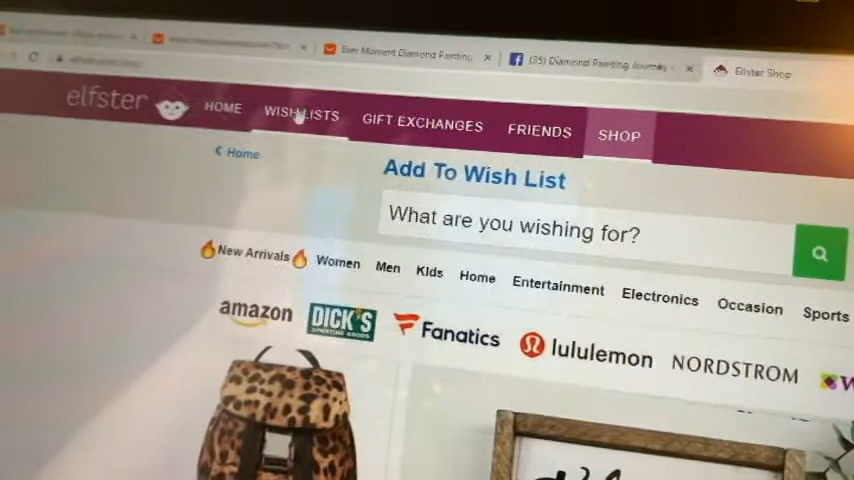 Ever Moment Diamond Painting
(35) Diamond Painting Journey
Elfster Shop
elfster
HOME
WISH LISTS
GIFT EXCHANGES
FRIENDS
SHOP
< Home
Add To Wish List
What are you wishing for?
New Arrivals
Women
Men
Kids
Home
Entertainment
Electronics
Occasion
Sports
amazon
DICK'S
SPORTING GOODS
Fanatics
lululemon
NORDSTROM